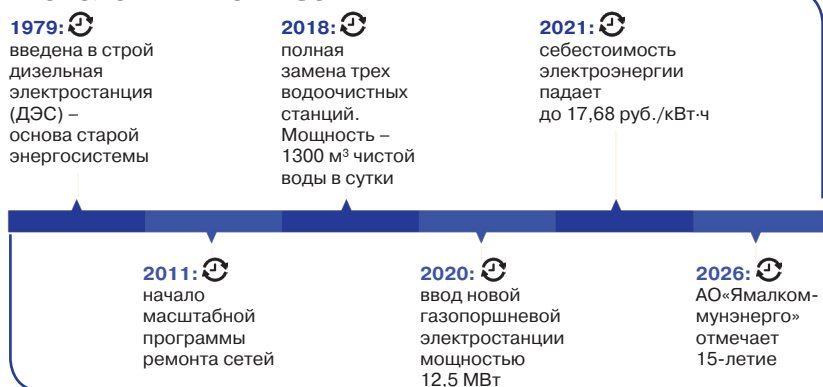 1979:
введена в строй
дизельная
электростанция
(ДЭС) –
основа старой
энергосистемы
2018:
полная
замена трех
водоочистных
станций.
Мощность –
1300 м³ чистой
воды в сутки
2021:
себестоимость
электроэнергии
падает
до 17,68 руб./кВт·ч
2011:
начало
масштабной
программы
ремонта сетей
2020:
ввод новой
газопоршневой
электростанции
мощностью
12,5 МВт
2026:
АО«Ямалком-
мунэнерго»
отмечает
15-летие